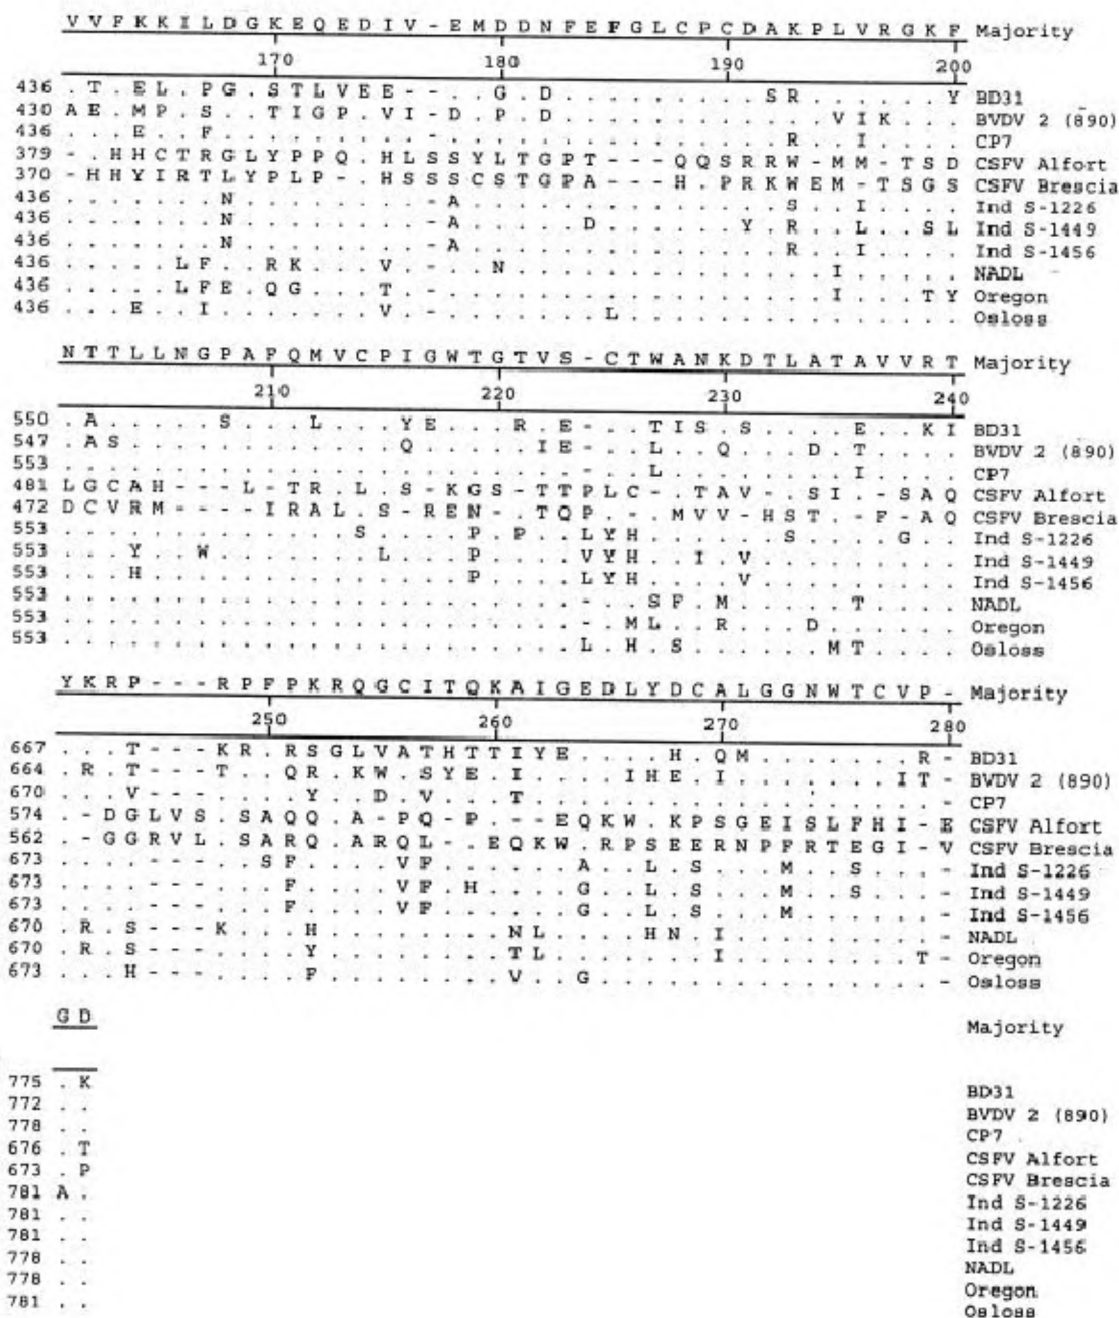 V V F K K I L D G K E Q E D I V - E M D D N F E F G L C P C D A K P L V R G K F Majority
170 180 190 200
436 . T . E L . P G . S T L V E E - - . . G . D . . . . . . . . . S R . . . . . . Y BD31
430 A E . M P . S . . T I G P . V I - D . P . D . . . . . . . . . . . . V I K . . . BVDV 2 (890)
436 . . . E . . F . . . . . . . . . - . . . . . . . . . . . . . . . R . . I . . . . CP7
379 - . H H C T R G L Y P P Q . H L S S Y L T G P T - - - Q Q S R R W - M M - T S D CSFV Alfort
370 - H H Y I R T L Y P L P - . H S S S C S T G P A - - - H . P R K W E M - T S G S CSFV Brescia
436 . . . . . . . N . . . . . . . . - A . . . . . . . . . . . . . . S . . I . . . . Ind S-1226
436 . . . . . . . N . . . . . . . . - A . . . . . D . . . . . . Y . R . . L . . S L Ind S-1449
436 . . . . . . . N . . . . . . . . - A . . . . . . . . . . . . . . R . . I . . . . Ind S-1456
436 . . . . . L F . . R K . . . V . - . . N . . . . . . . . . . . . . . I . . . . . NADL
436 . . . . . L F E . Q G . . . T . - . . . . . . . . . . . . . . . . . I . . . T Y Oregon
436 . . . E . . I . . . . . . . V . - . . . . . . . L . . . . . . . . . . . . . . . Osloss
N T T L L N G P A F Q M V C P I G W T G T V S - C T W A N K D T L A T A V V R T Majority
210 220 230 240
550 . A . . . . . S . . . L . . . Y E . . . R . E - . . T I S . S . . . . E . . K I BD31
547 . A S . . . . . . . . . . . . Q . . . . . I E - . . L . . Q . . . D . T . . . . BVDV 2 (890)
553 . . . . . . . . . . . . . . . . . . . . . . . - . . L . . . . . . . . I . . . . CP7
481 L G C A H - - - L - T R . L . S - K G S - T T P L C - . T A V - . S I . - S A Q CSFV Alfort
472 D C V R M - - - - I R A L . S - R E N - . T Q P . - . M V V - H S T . - F - A Q CSFV Brescia
553 . . . . . . . . . . . . . S . . . . P . P . . L Y H . . . . . . S . . . . G . . Ind S-1226
553 . . . Y . . W . . . . . . . L . . . P . . . . V Y H . . I . V . . . . . . . . . Ind S-1449
553 . . . H . . . . . . . . . . . . . . P . . . . L Y H . . . . V . . . . . . . . . Ind S-1456
553 . . . . . . . . . . . . . . . . . . . . . . . - . . S P . M . . . . . T . . . . NADL
553 . . . . . . . . . . . . . . . . . . . . . . . - . M L . . R . . . D . . . . . . Oregon
553 . . . . . . . . . . . . . . . . . . . . . . . L . H . S . . . . . . M T . . . . Osloss
Y K R P - - - R P F P K R Q G C I T Q K A I G E D L Y D C A L G G N W T C V P - Majority
250 260 270 280
667 . . . T - - - K R . R S G L V A T H T T I Y E . . . . H . Q M . . . . . . . R - BD31
664 . R . T - - - T . . Q R . K W . S Y E . I . . . . I H E . I . . . . . . . I T - BVDV 2 (890)
670 . . . V - - - . . . . Y . . D . V . . . T . . . . . . . . . . . . . . . . . . - CP7
574 . - D G L V S . S A Q Q . A - P Q - P . - - E Q K W . K P S G E I S L F H I - E CSFV Alfort
562 . - G G R V L . S A R Q . A R Q L - . E Q K W . R P S E E R N P F R T E G I - V CSFV Brescia
673 . . . . - - - . . S F . . . . V F . . . . . . A . . L . S . . . M . . S . . . - Ind S-1226
673 . . . . - - - . . . F . . . . V F . H . . . . G . . L . S . . . M . . S . . . - Ind S-1449
673 . . . . - - - . . . F . . . . V F . . . . . . G . . L . S . . . M . . . . . . - Ind S-1456
670 . R . S - - - K . . . H . . . . . . . . N L . . . . H N . I . . . . . . . . . - NADL
670 . R . S - - - . . . . Y . . . . . . . . T L . . . . . . . I . . . . . . . . T - Oregon
673 . . . H - - - . . . . P . . . . . . . . V . . G . . . . . . . . . . . . . . . - Osloss
G D Majority
775 . K BD31
772 . . BVDV 2 (890)
778 . . CP7
676 . T CSFV Alfort
673 . P CSFV Brescia
781 A . Ind S-1226
781 . . Ind S-1449
781 . . Ind S-1456
778 . . NADL
778 . . Oregon
781 . . Osloss